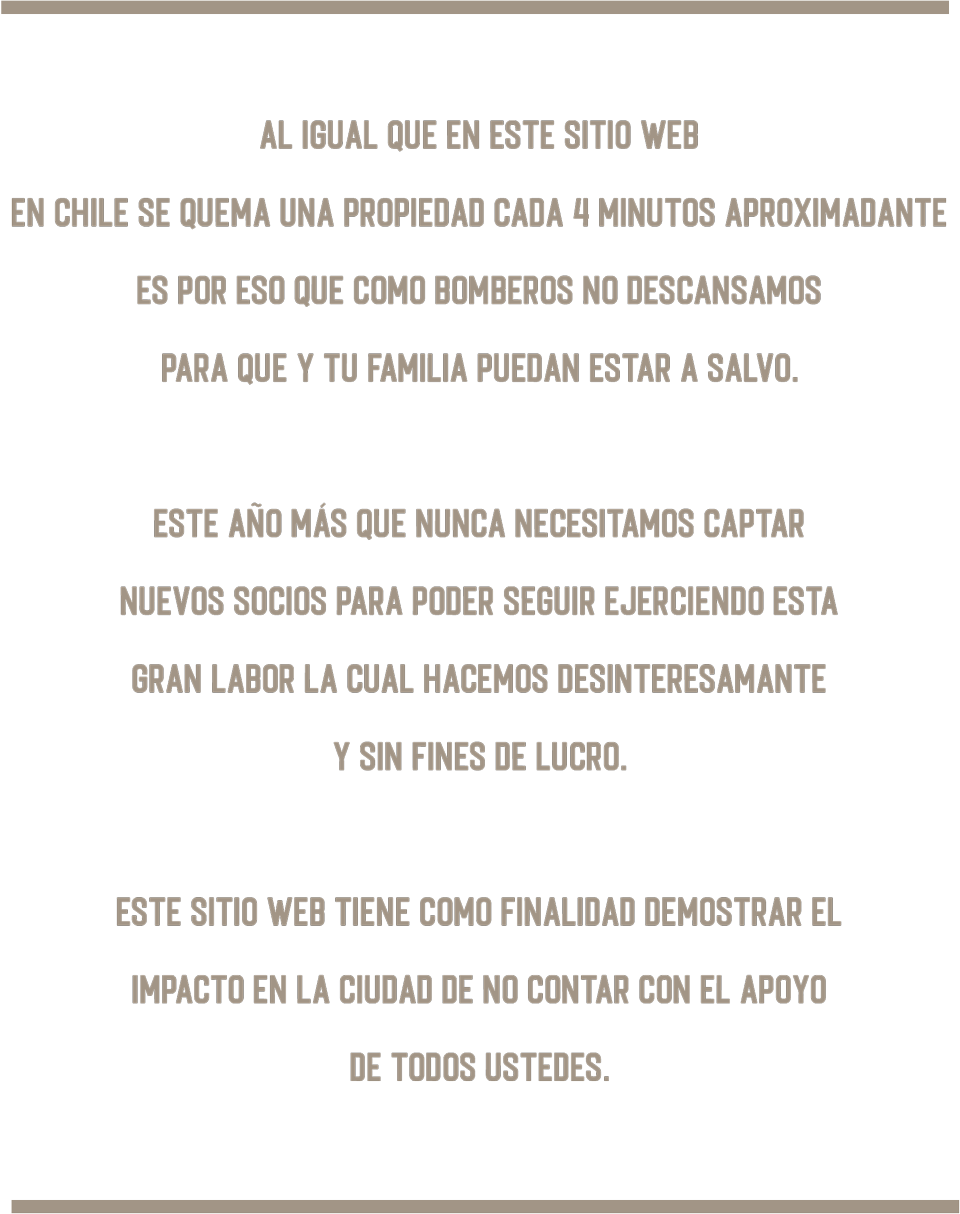 AL IGUAL QUE EN ESTE SITIO WEB
EN CHILE SE QUEMA UNA PROPIEDAD CADA 4 MINUTOS APROXIMADANTE
ES POR ESO QUE COMO BOMBEROS NO DESCANSAMOS
PARA QUE Y TU FAMILIA PUEDAN ESTAR A SALVO.
ESTE AÑO MÁS QUE NUNCA NECESITAMOS CAPTAR
NUEVOS SOCIOS PARA PODER SEGUIR EJERCIENDO ESTA
GRAN LABOR LA CUAL HACEMOS DESINTERESAMANTE
Y SIN FINES DE LUCRO.
ESTE SITIO WEB TIENE COMO FINALIDAD DEMOSTRAR EL
IMPACTO EN LA CIUDAD DE NO CONTAR CON EL APOYO
DE TODOS USTEDES.